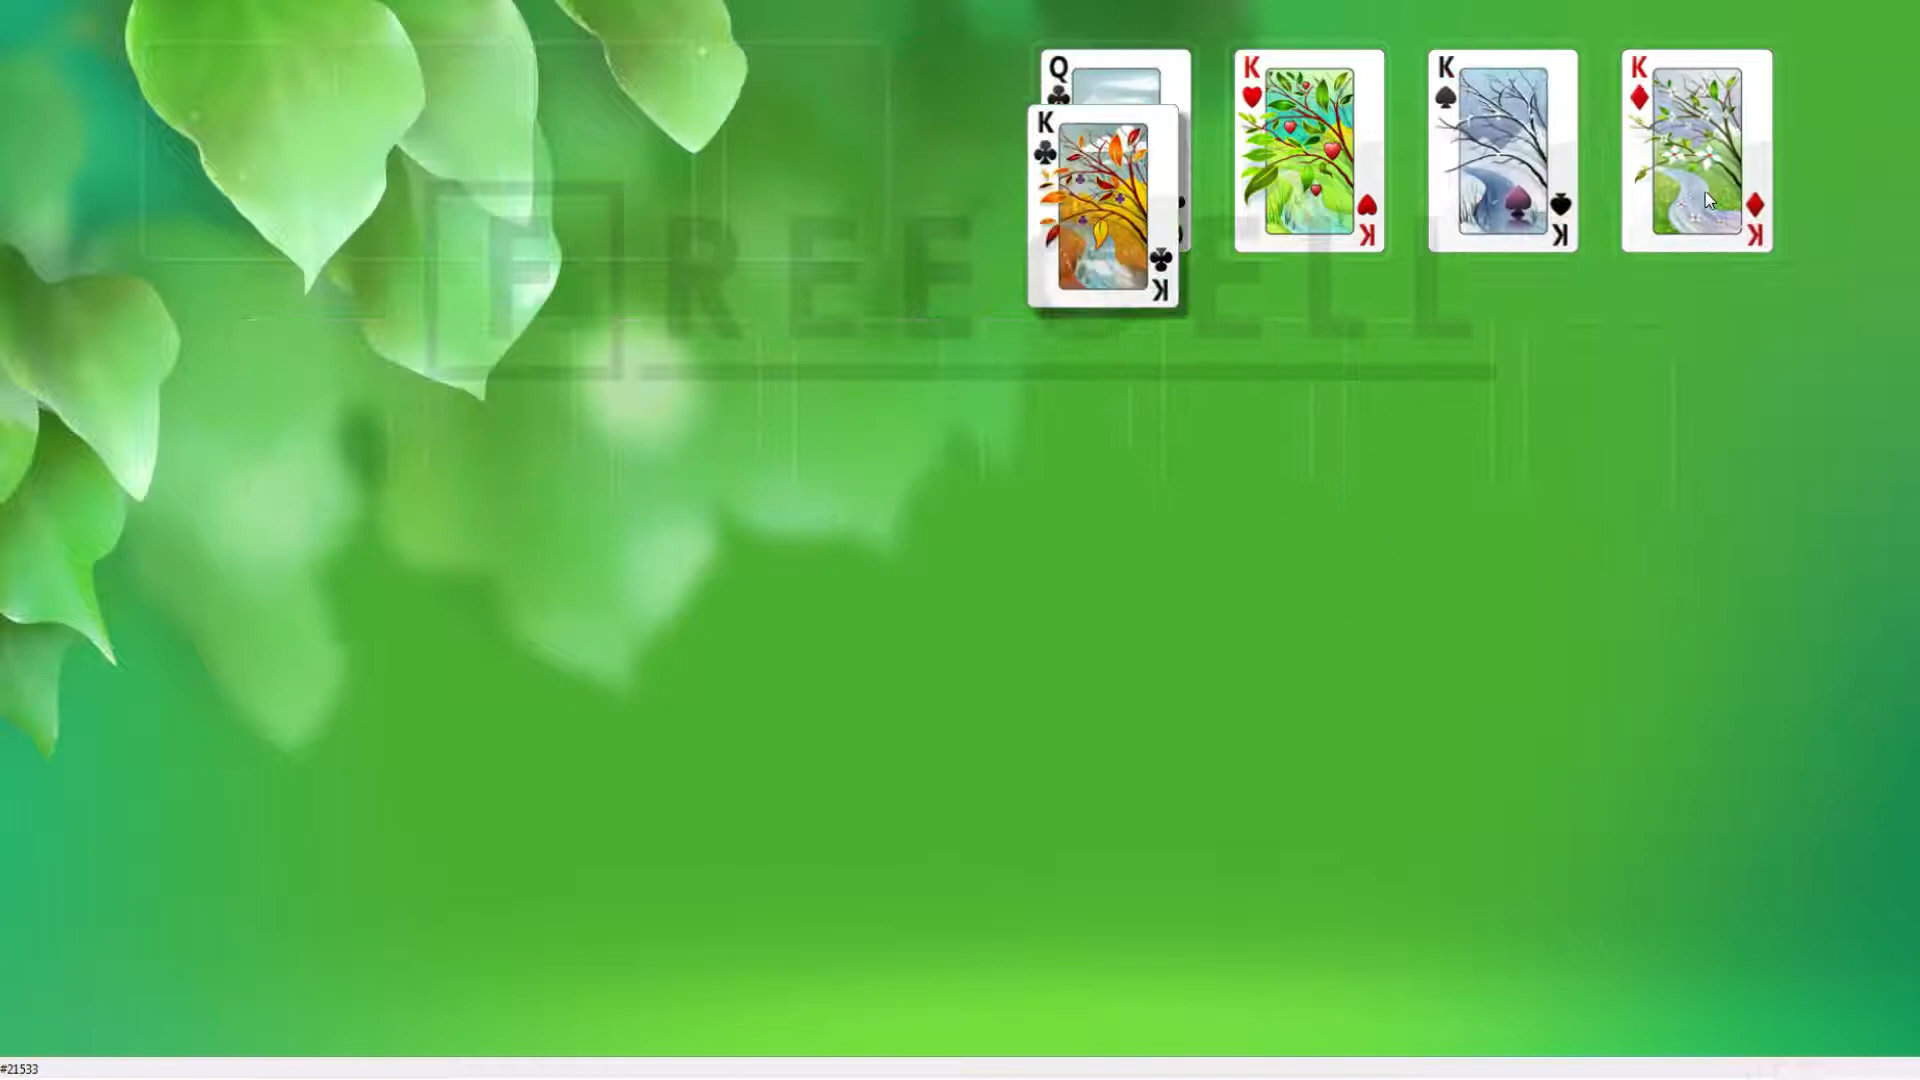 Q K K K
K
FREECELL
K K K
K
#21533